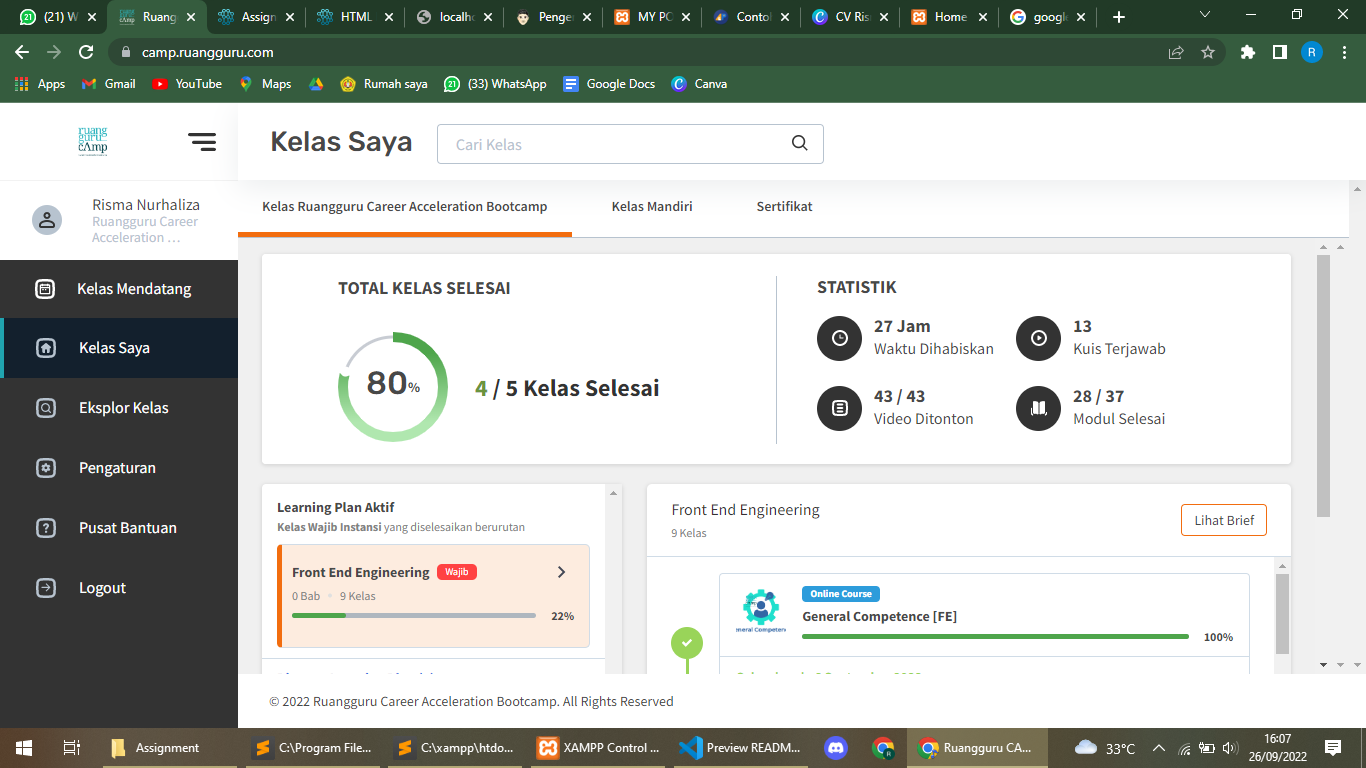 (21) W
Ruang
Assign
HTML
localho
Penge
MY PO
Contol
CV Ris
Home
google
camp.ruangguru.com
R
Apps
Gmail
YouTube
Maps
Rumah saya
21
(33) WhatsApp
Google Docs
Canva
ruang
guru
cAmp
Kelas Saya
Cari Kelas
Risma Nurhaliza
Ruangguru Career
Acceleration ...
Kelas Ruangguru Career Acceleration Bootcamp
Kelas Mandiri
Sertifikat
Kelas Mendatang
Kelas Saya
Eksplor Kelas
Pengaturan
Pusat Bantuan
Logout
TOTAL KELAS SELESAI
80%
4 / 5 Kelas Selesai
STATISTIK
27 Jam
Waktu Dihabiskan
13
Kuis Terjawab
43 / 43
Video Ditonton
28 / 37
Modul Selesai
Learning Plan Aktif
Kelas Wajib Instansi yang diselesaikan berurutan
Front End Engineering Wajib
0 Bab • 9 Kelas
22%
Front End Engineering
9 Kelas
Lihat Brief
Online Course
General Competence [FE]
100%
© 2022 Ruangguru Career Acceleration Bootcamp. All Rights Reserved
Assignment
C:\Program File...
C:\xampp\htdo...
XAMPP Control ...
Preview READM...
Ruangguru CA...
33°C
16:07
26/09/2022